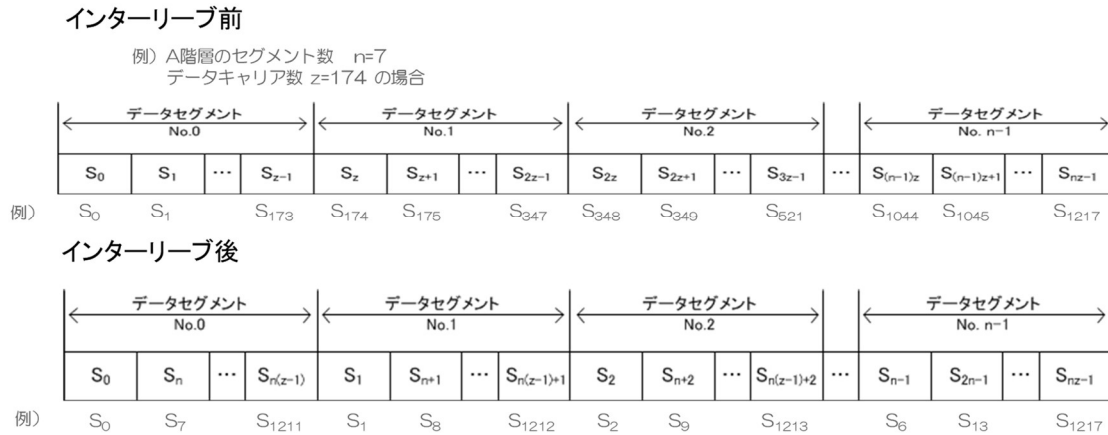 インターリーブ前
例）A階層のセグメント数 n=7
データキャリア数 z=174 の場合
データセグメント データセグメント データセグメント データセグメント
No.0 No.1 No.2 No. n-1
S0 S1 … Sz-1 Sz Sz+1 … S2z-1 S2z S2z+1 … S3z-1 … S(n-1)z S(n-1)z+1 … Snz-1
例） S0 S1 S173 S174 S175 S347 S348 S349 S521 S1044 S1045 S1217
インターリーブ後
データセグメント データセグメント データセグメント データセグメント
No.0 No.1 No.2 No. n-1
S0 Sn … Sn(z-1) S1 Sn+1 … Sn(z-1)+1 S2 Sn+2 … Sn(z-1)+2 … Sn-1 S2n-1 … Snz-1
例） S0 S7 S1211 S1 S8 S1212 S2 S9 S1213 S6 S13 S1217